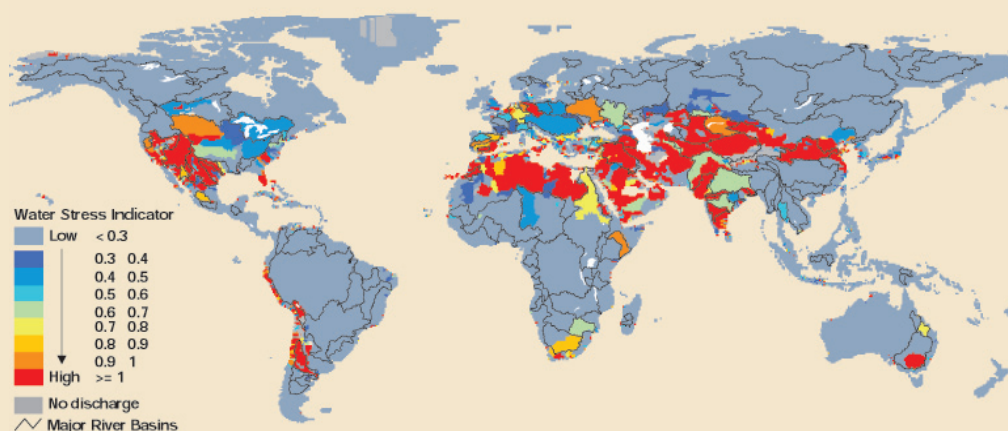 Water Stress Indicator
Low < 0.3
0.3 0.4
0.4 0.5
0.5 0.6
0.6 0.7
0.7 0.8
0.8 0.9
0.9 1
High >= 1
No discharge
Major River Basins